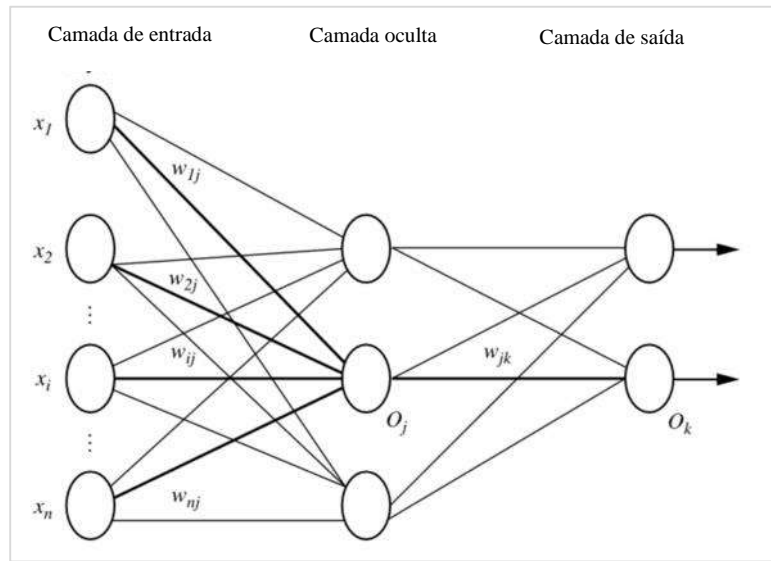 Camada de entrada Camada oculta Camada de saída
x1
w1j
x2
w2j
⋮
wij wjk
xi
Oj Ok
⋮
wnj
xn